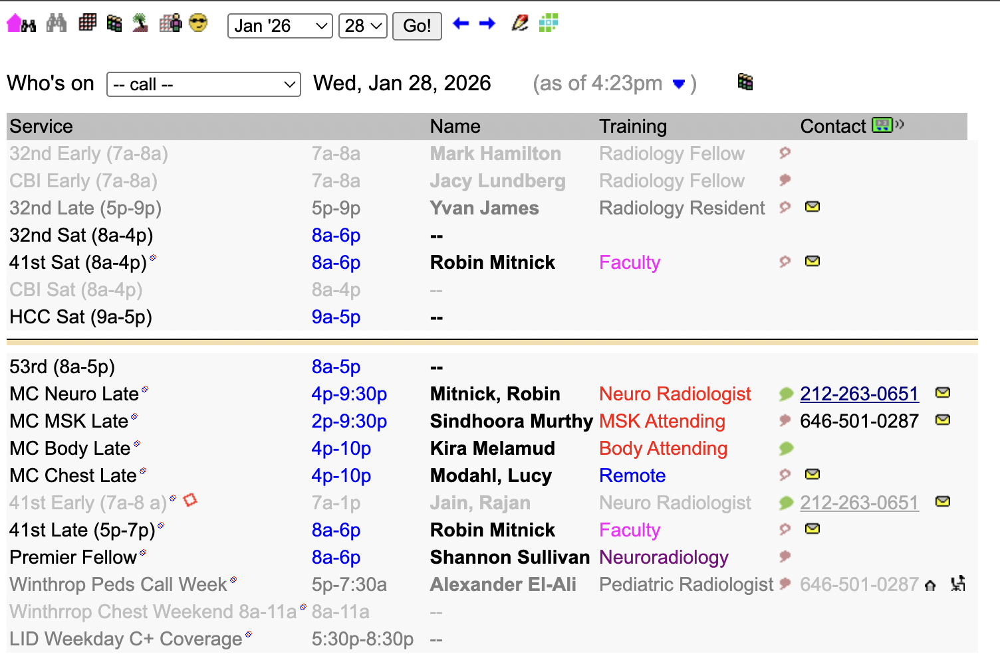 Jan '26 28 Go!
Who's on -- call -- Wed, Jan 28, 2026 (as of 4:23pm )
Service Name Training Contact
32nd Early (7a-8a) 7a-8a Mark Hamilton Radiology Fellow
CBI Early (7a-8a) 7a-8a Jacy Lundberg Radiology Fellow
32nd Late (5p-9p) 5p-9p Yvan James Radiology Resident
32nd Sat (8a-4p) 8a-6p --
41st Sat (8a-4p) 8a-6p Robin Mitnick Faculty
CBI Sat (8a-4p) 8a-4p --
HCC Sat (9a-5p) 9a-5p --
53rd (8a-5p) 8a-5p --
MC Neuro Late 4p-9:30p Mitnick, Robin Neuro Radiologist 212-263-0651
MC MSK Late 2p-9:30p Sindhoora Murthy MSK Attending 646-501-0287
MC Body Late 4p-10p Kira Melamud Body Attending
MC Chest Late 4p-10p Modahl, Lucy Remote
41st Early (7a-8 a) 7a-1p Jain, Rajan Neuro Radiologist 212-263-0651
41st Late (5p-7p) 8a-6p Robin Mitnick Faculty
Premier Fellow 8a-6p Shannon Sullivan Neuroradiology
Winthrop Peds Call Week 5p-7:30a Alexander El-Ali Pediatric Radiologist 646-501-0287
Winthrrop Chest Weekend 8a-11a 8a-11a --
LID Weekday C+ Coverage 5:30p-8:30p --